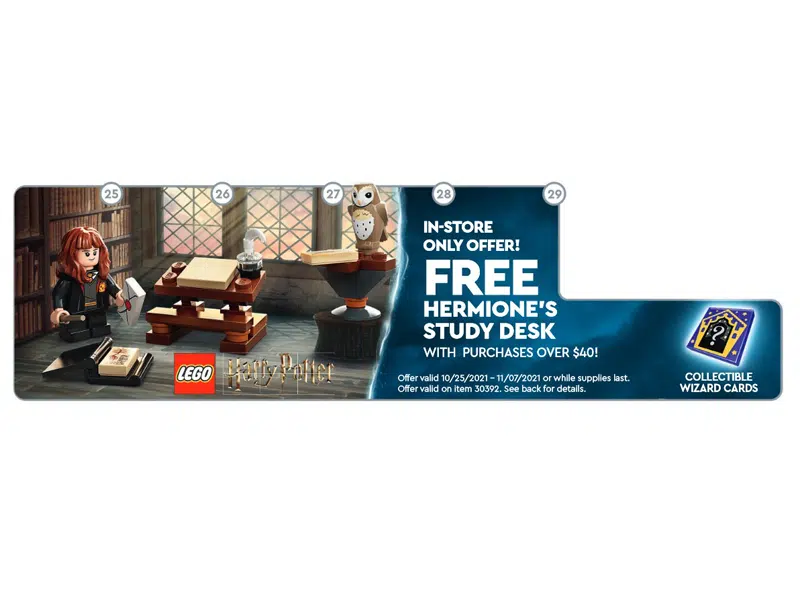 25
26
27
28
29
IN-STORE
ONLY OFFER!
FREE
HERMIONE'S
STUDY DESK
WITH PURCHASES OVER $40!
Offer valid 10/25/2021 – 11/07/2021 or while supplies last.
Offer valid on item 30392. See back for details.
LEGO
Harry Potter
?
COLLECTIBLE
WIZARD CARDS